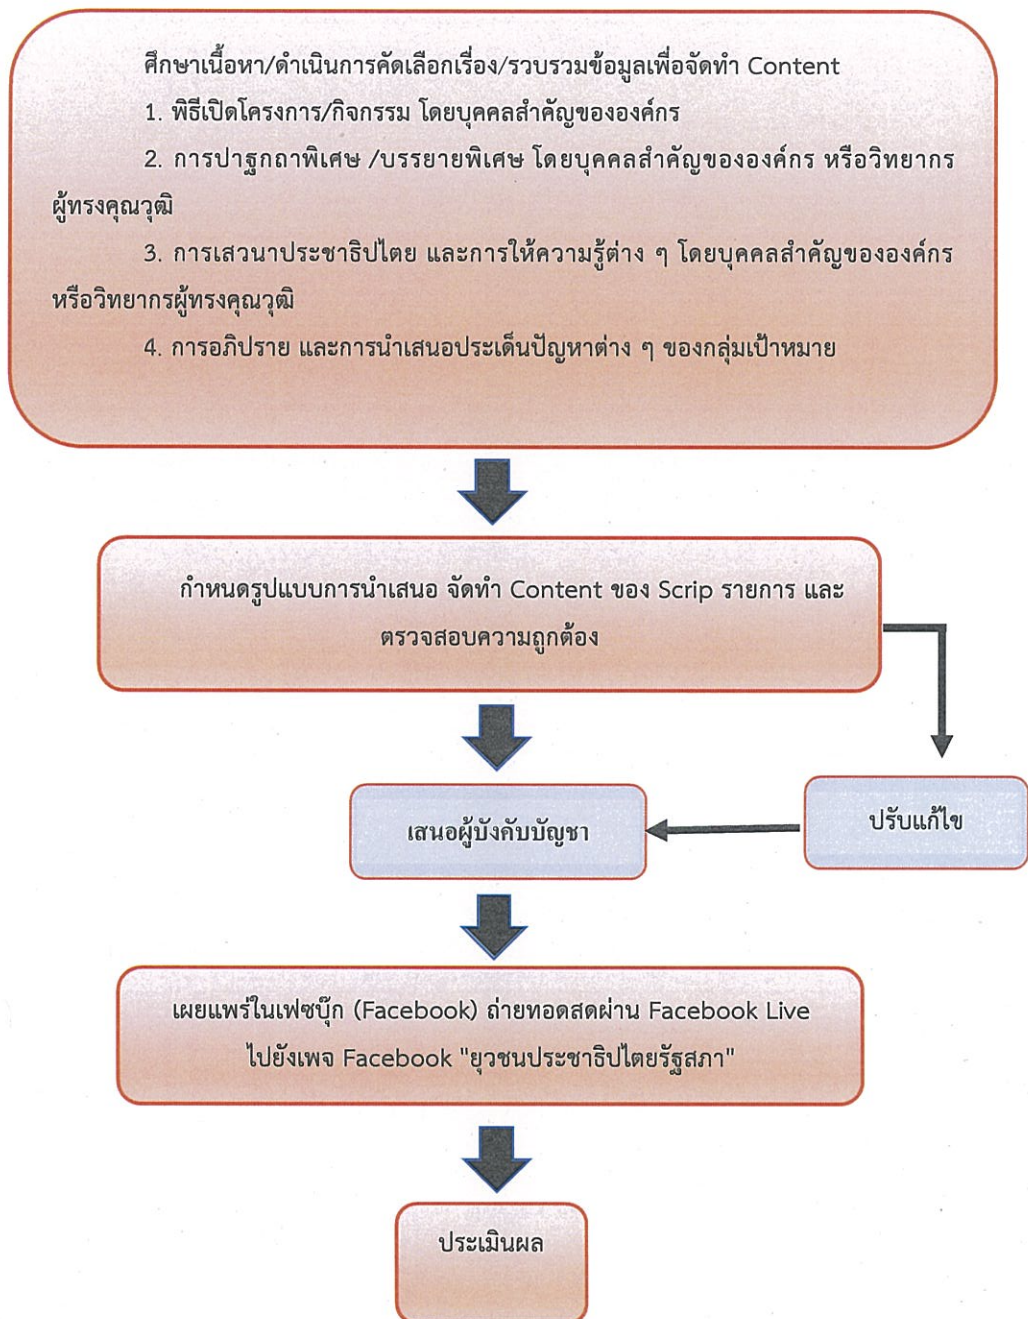 ศึกษาเนื้อหา/ดำเนินการคัดเลือกเรื่อง/รวบรวมข้อมูลเพื่อจัดทำ Content
1. พิธีเปิดโครงการ/กิจกรรม โดยบุคคลสำคัญขององค์กร
2. การปาฐกถาพิเศษ /บรรยายพิเศษ โดยบุคคลสำคัญขององค์กร หรือวิทยากร
ผู้ทรงคุณวุฒิ
3. การเสวนาประชาธิปไตย และการให้ความรู้ต่าง ๆ โดยบุคคลสำคัญขององค์กร
หรือวิทยากรผู้ทรงคุณวุฒิ
4. การอภิปราย และการนำเสนอประเด็นปัญหาต่าง ๆ ของกลุ่มเป้าหมาย
กำหนดรูปแบบการนำเสนอ จัดทำ Content ของ Scrip รายการ และ
ตรวจสอบความถูกต้อง
เสนอผู้บังคับบัญชา
ปรับแก้ไข
เผยแพร่ในเฟซบุ๊ก (Facebook) ถ่ายทอดสดผ่าน Facebook Live
ไปยังเพจ Facebook "ยุวชนประชาธิปไตยรัฐสภา"
ประเมินผล